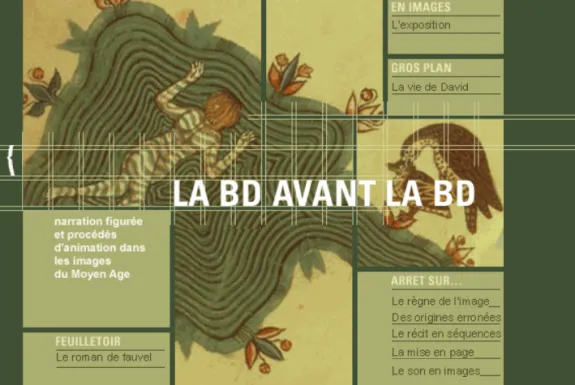 EN IMAGES
L'exposition
GROS PLAN
La vie de David
{
LA BD AVANT LA BD
narration figurée
et procédés
d'animation dans
les images
du Moyen Age
FEUILLETOIR
Le roman de fauvel
ARRET SUR...
Le règne de l'image
Des origines erronées
Le récit en séquences
La mise en page
Le son en images